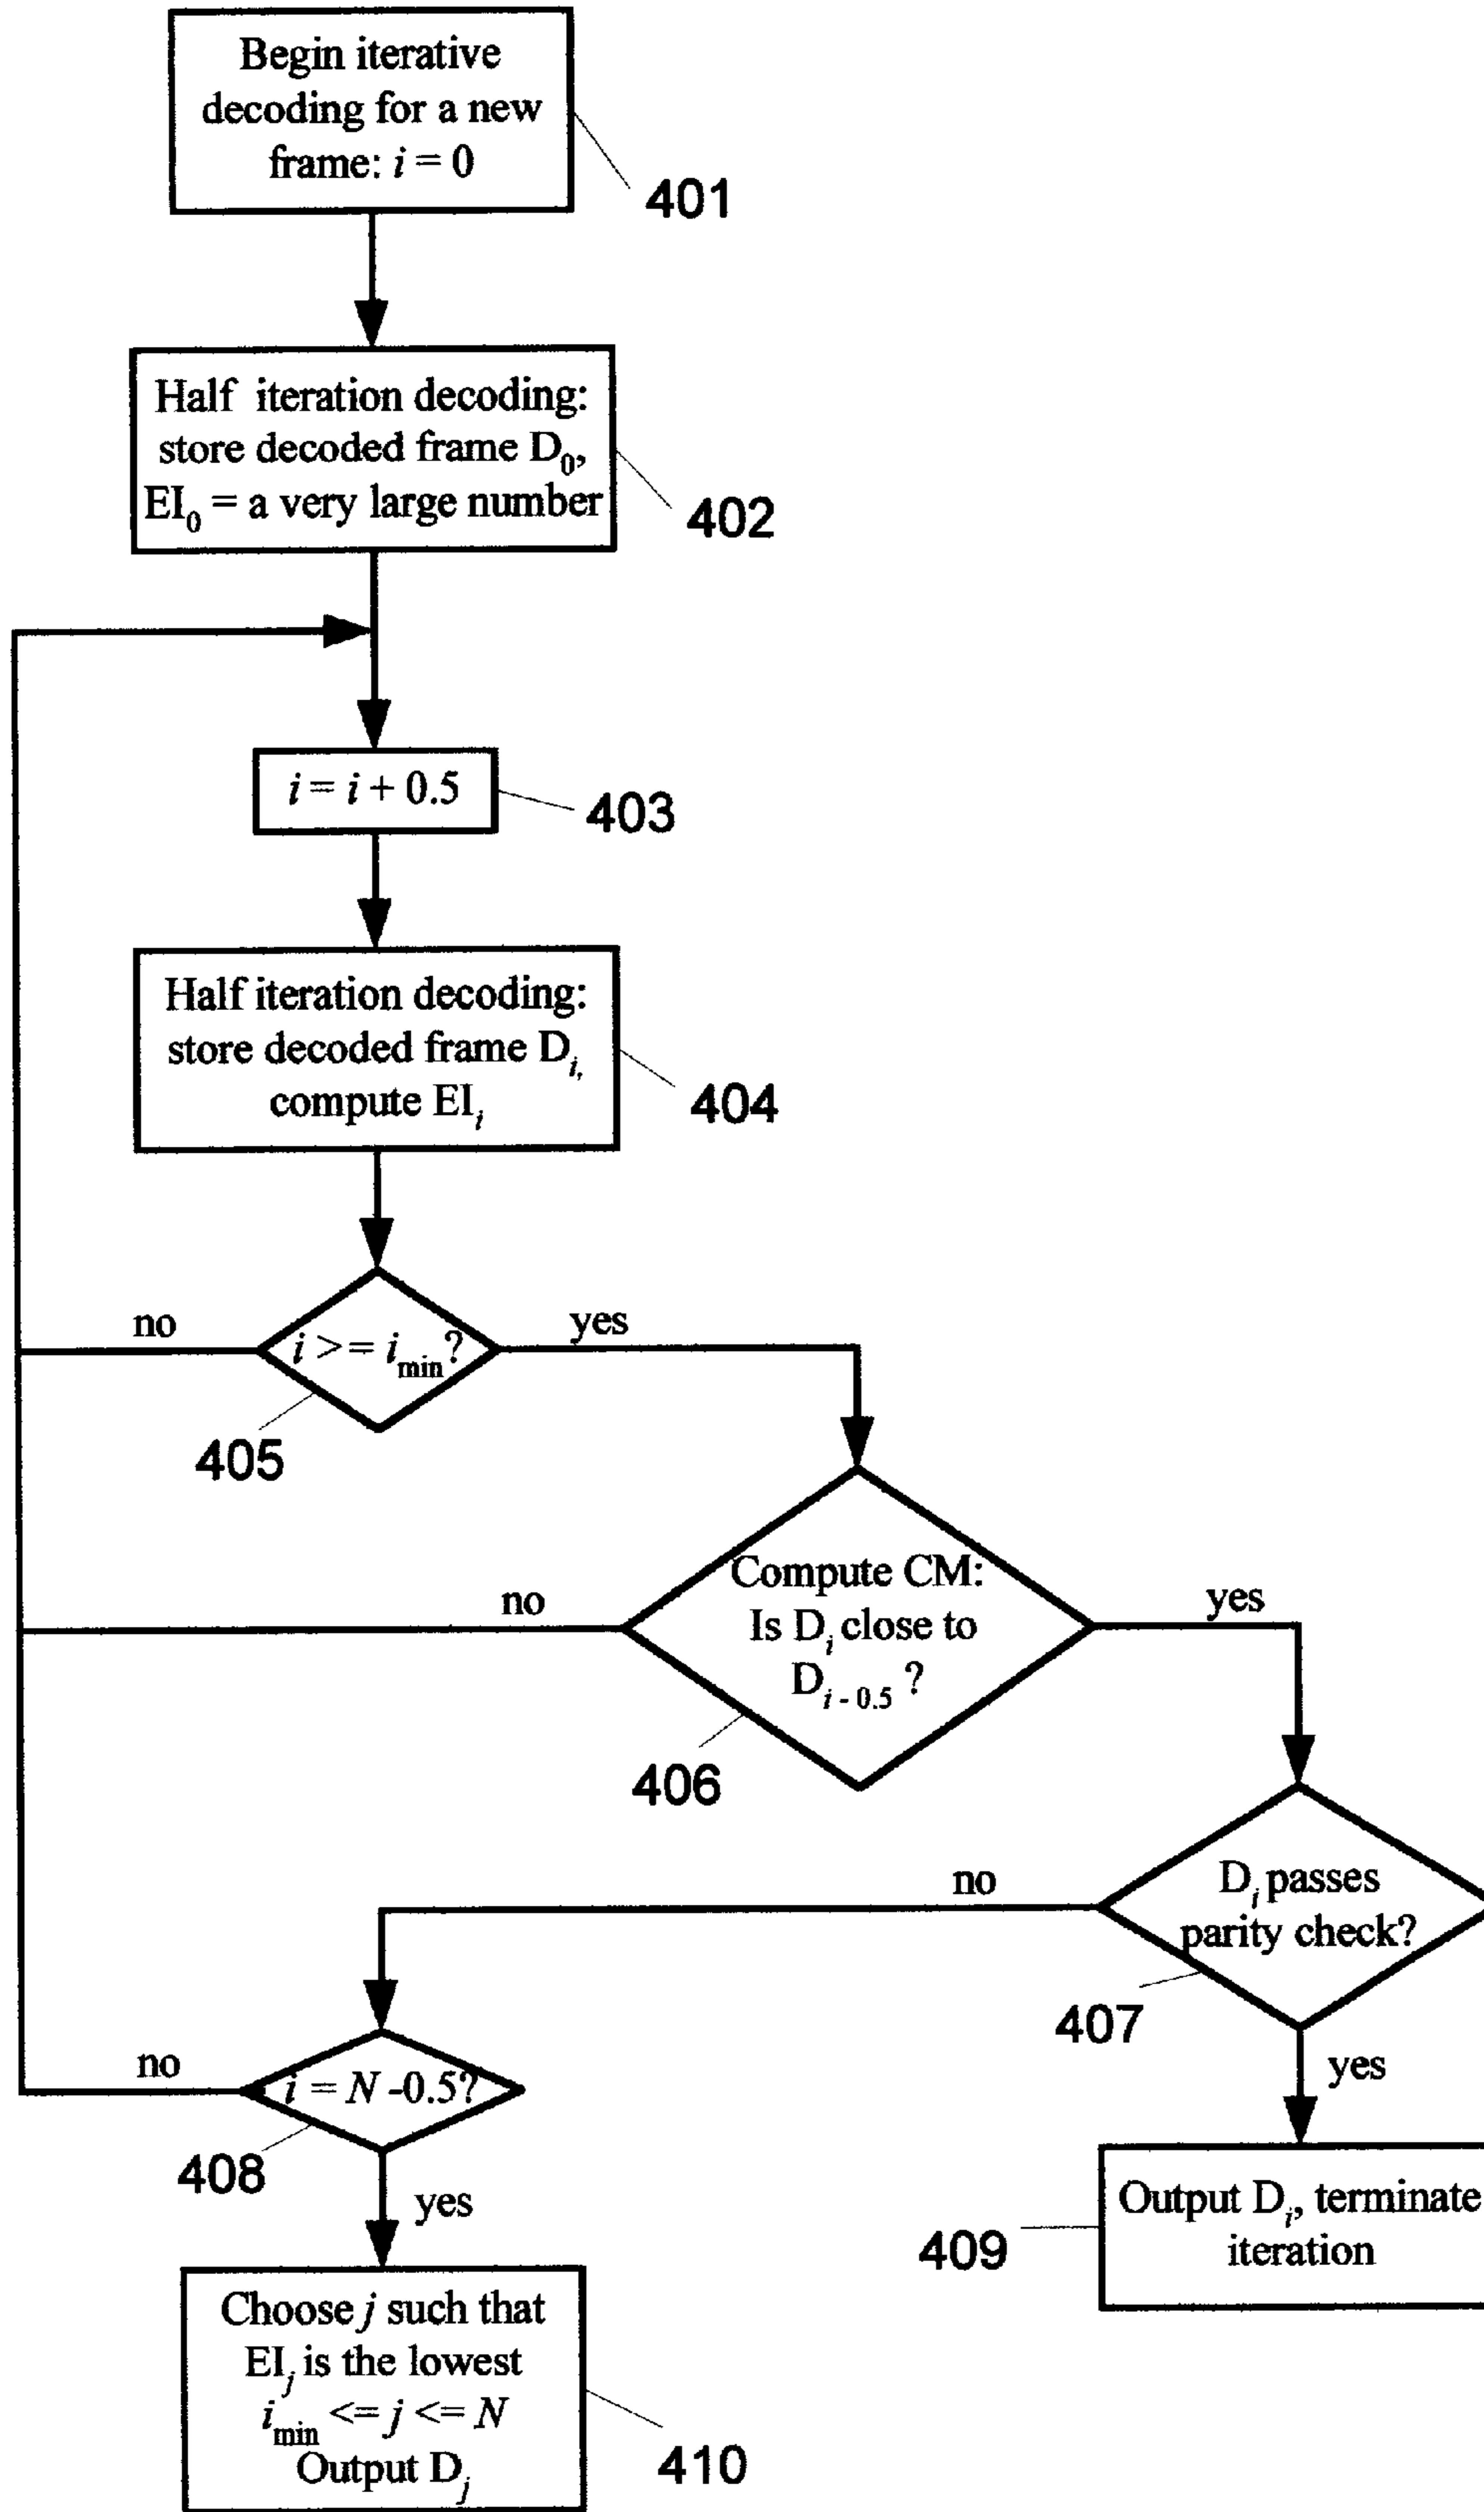 Begin iterative
decoding for a new
frame: i = 0
401
Half iteration decoding:
store decoded frame D₀,
EI₀ = a very large number
402
i = i + 0.5
403
Half iteration decoding:
store decoded frame Dᵢ,
compute EIᵢ
404
no
i >= i_min?
yes
405
Compute CM:
Is Dᵢ close to
D_{i - 0.5} ?
no
yes
406
Dᵢ passes
parity check?
no
407
yes
no
i = N -0.5?
408
yes
Output Dᵢ, terminate
iteration
409
Choose j such that
EIⱼ is the lowest
i_min <= j <= N
Output Dⱼ
410